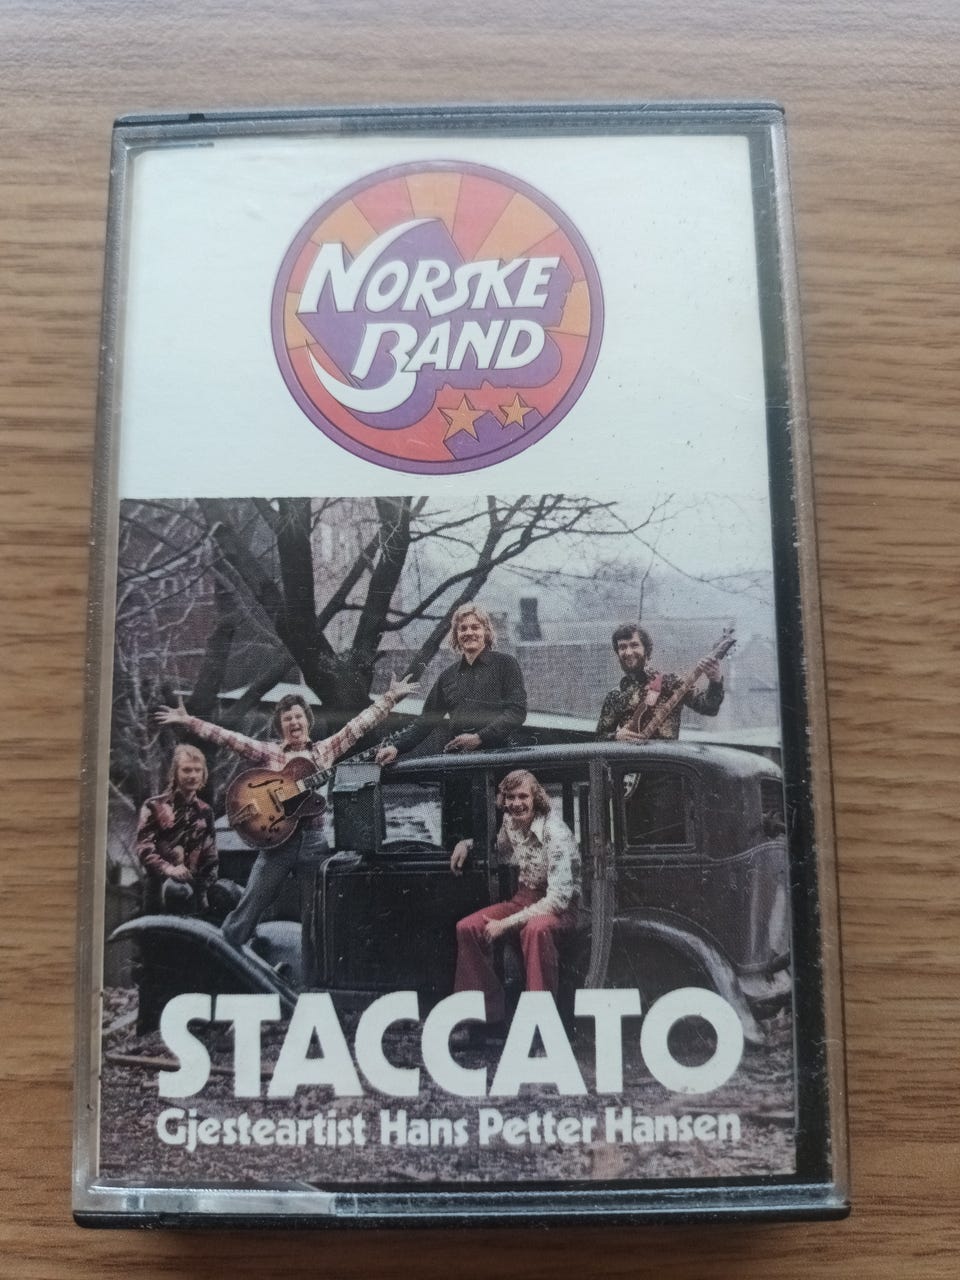 NORSKE
BAND
STACCATO
Gjesteartist Hans Petter Hansen